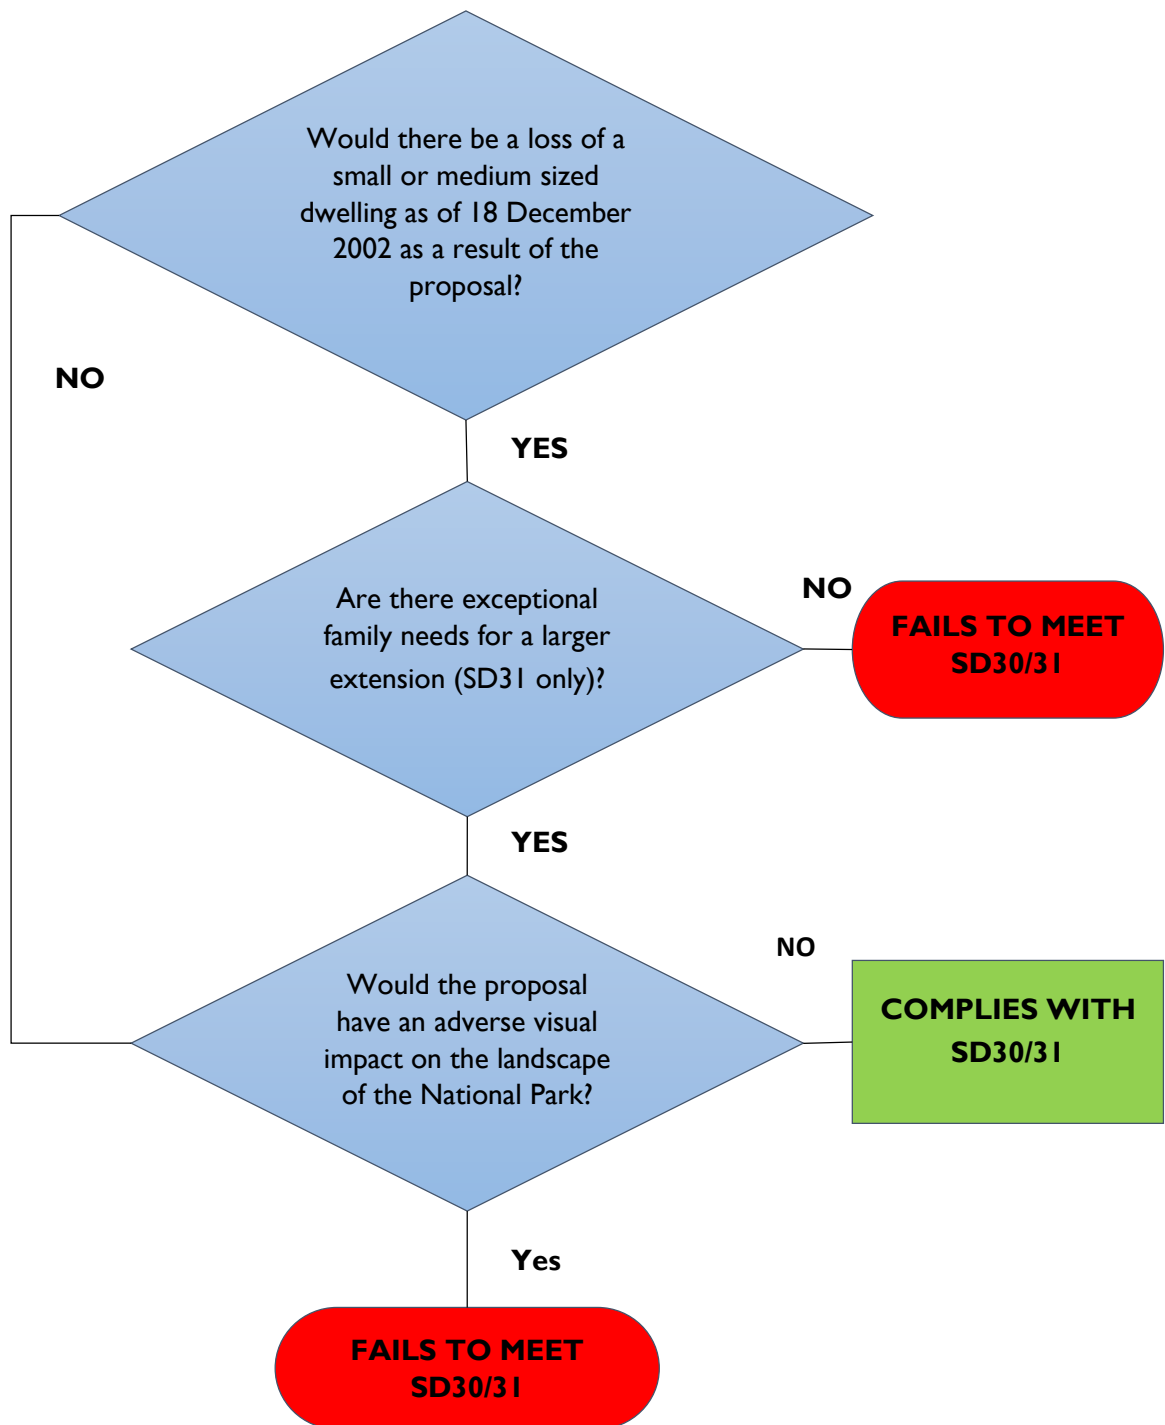 Would there be a loss of a
small or medium sized
dwelling as of 18 December
2002 as a result of the
proposal?
NO
YES
Are there exceptional
family needs for a larger
extension (SD31 only)?
NO
FAILS TO MEET
SD30/31
YES
Would the proposal
have an adverse visual
impact on the landscape
of the National Park?
NO
COMPLIES WITH
SD30/31
Yes
FAILS TO MEET
SD30/31